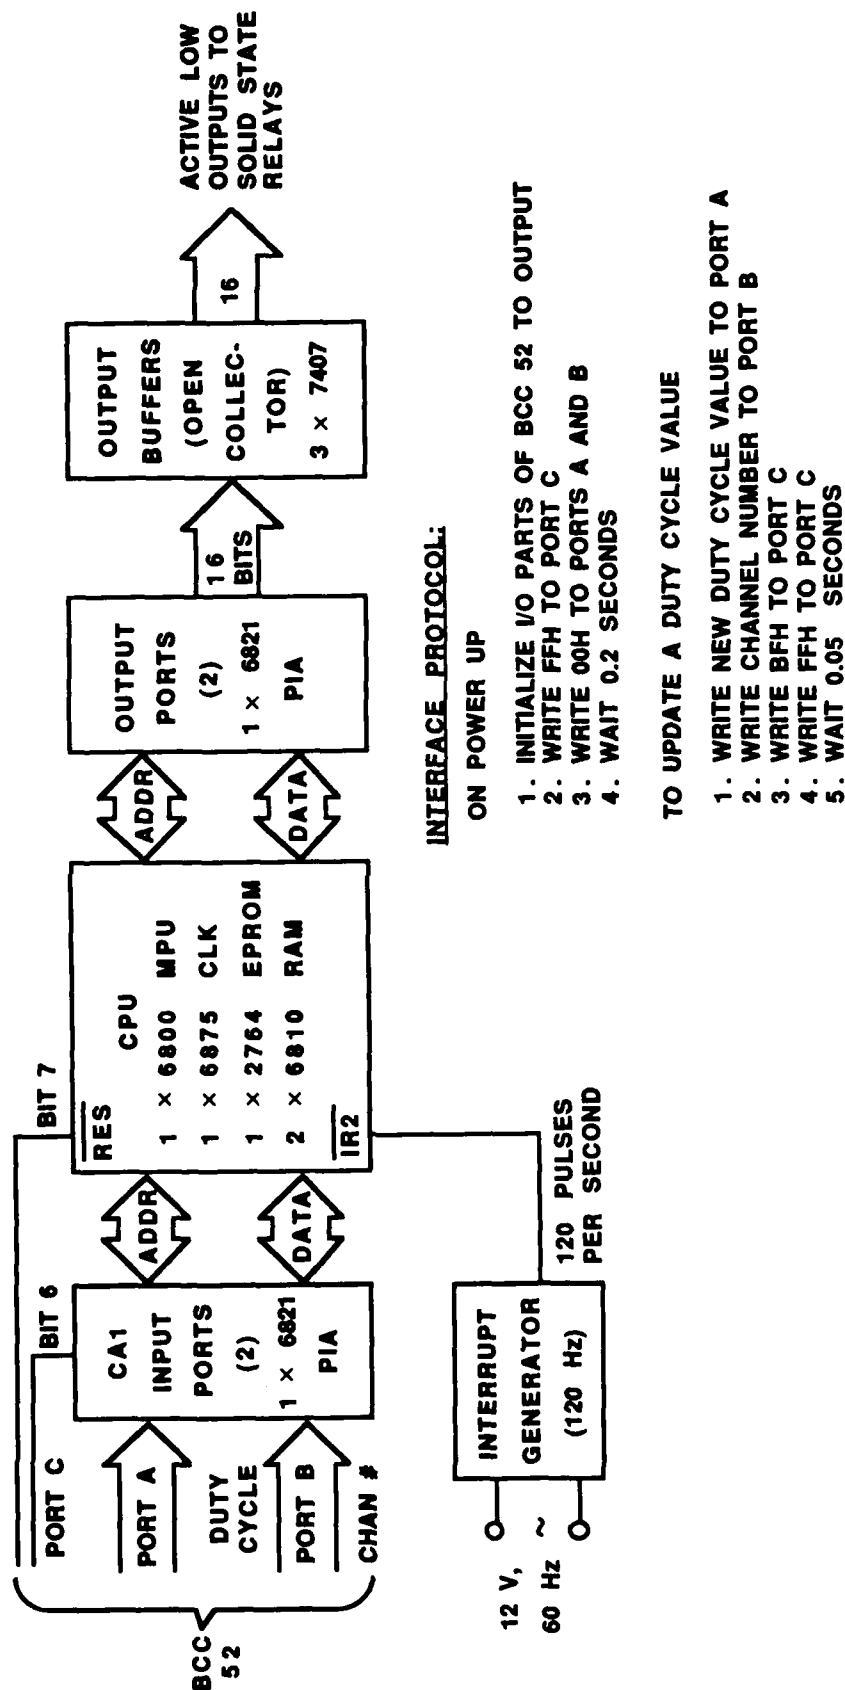 BCC
52
PORT C
PORT A
DUTY
CYCLE
PORT B
CHAN #
BIT 6
CA1
INPUT
PORTS
(2)
1 × 6821
PIA
ADDR
DATA
BIT 7
RES
CPU
1 × 6800 MPU
1 × 6875 CLK
1 × 2764 EPROM
2 × 6810 RAM
IR2
ADDR
DATA
OUTPUT
PORTS
(2)
1 × 6821
PIA
16
BITS
OUTPUT
BUFFERS
(OPEN
COLLEC-
TOR)
3 × 7407
16
ACTIVE LOW
OUTPUTS TO
SOLID STATE
RELAYS
12 V,
60 Hz
~
INTERRUPT
GENERATOR
(120 Hz)
120 PULSES
PER SECOND
INTERFACE PROTOCOL:
ON POWER UP
1. INITIALIZE I/O PARTS OF BCC 52 TO OUTPUT
2. WRITE FFH TO PORT C
3. WRITE 00H TO PORTS A AND B
4. WAIT 0.2 SECONDS
TO UPDATE A DUTY CYCLE VALUE
1. WRITE NEW DUTY CYCLE VALUE TO PORT A
2. WRITE CHANNEL NUMBER TO PORT B
3. WRITE BFH TO PORT C
4. WRITE FFH TO PORT C
5. WAIT 0.05 SECONDS